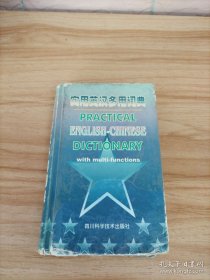 实用英汉多用词典
PRACTICAL
ENGLISH-CHINESE
DICTIONARY
with multi-functions
四川科学技术出版社